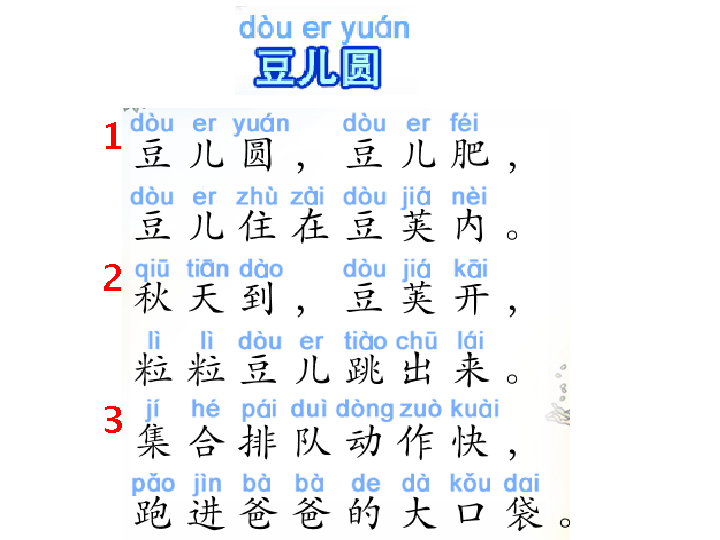 dòu er yuán
豆儿圆
1
dòu er yuán dòu er féi
豆儿圆，豆儿肥，
dòu er zhù zài dòu jiá nèi
豆儿住在豆荚内。
2
qiū tiān dào dòu jiá kāi
秋天到，豆荚开，
lì lì dòu er tiào chū lái
粒粒豆儿跳出来。
3
jí hé pái duì dòng zuò kuài
集合排队动作快，
pǎo jìn bà bà de dà kǒu dai
跑进爸爸的大口袋。